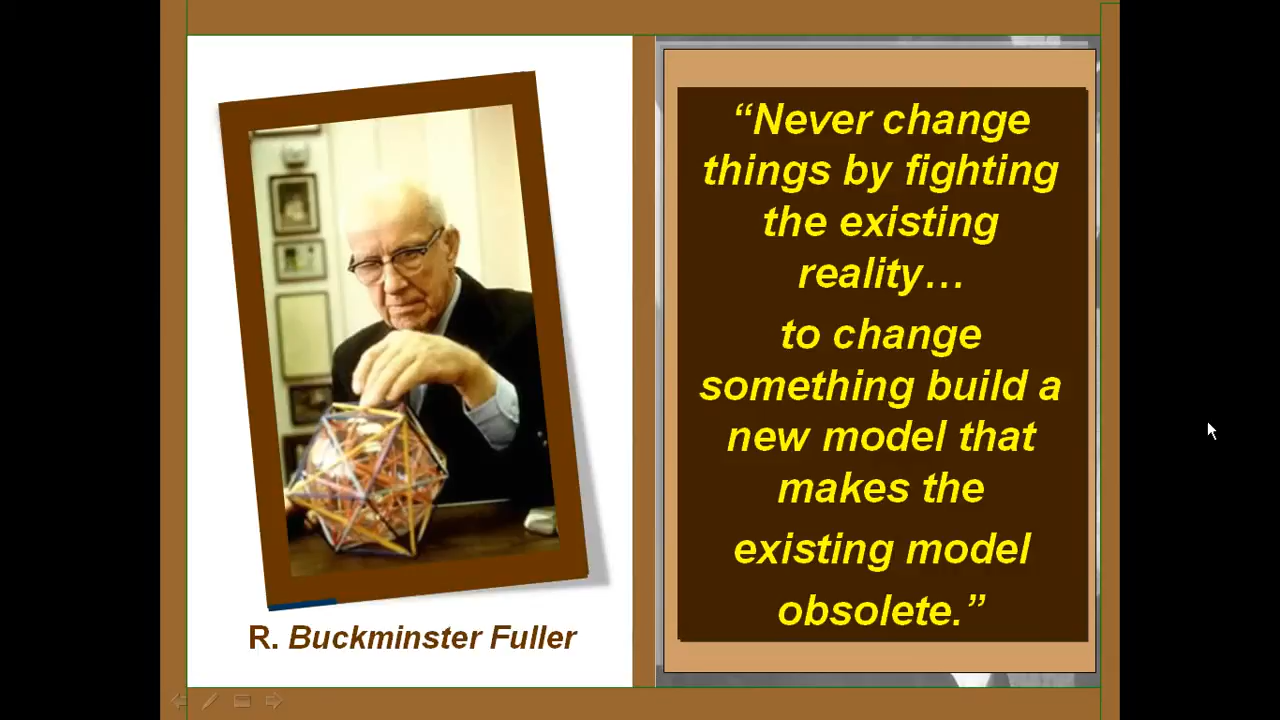 “Never change
things by fighting
the existing
reality…
to change
something build a
new model that
makes the
existing model
obsolete.”
R. Buckminster Fuller